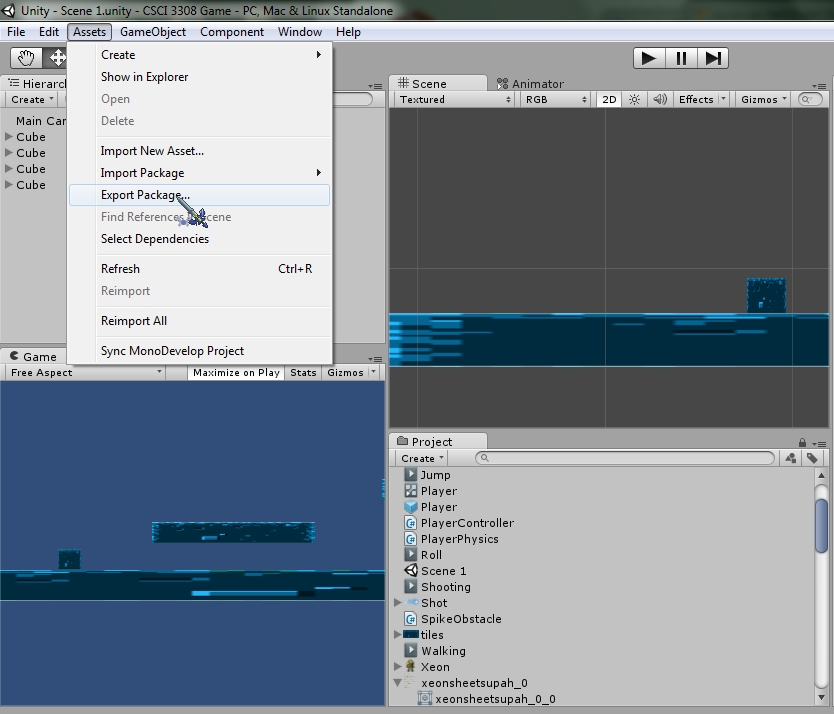 Unity - Scene 1.unity - CSCI 3308 Game - PC, Mac & Linux Standalone
File Edit Assets GameObject Component Window Help
Create
Show in Explorer
Open
Delete
Import New Asset...
Import Package
Export Package...
Find References scene
Select Dependencies
Refresh Ctrl+R
Reimport
Reimport All
Sync MonoDevelop Project
Hierarc
Create
Main Ca
Cube
Cube
Cube
Cube
Scene Animator
Textured RGB 2D Effects Gizmos
Game
Free Aspect Maximize on Play Stats Gizmos
Project
Create
Jump
Player
Player
PlayerController
PlayerPhysics
Roll
Scene 1
Shooting
Shot
SpikeObstacle
tiles
Walking
Xeon
xeonsheetsupah_0
xeonsheetsupah_0_0